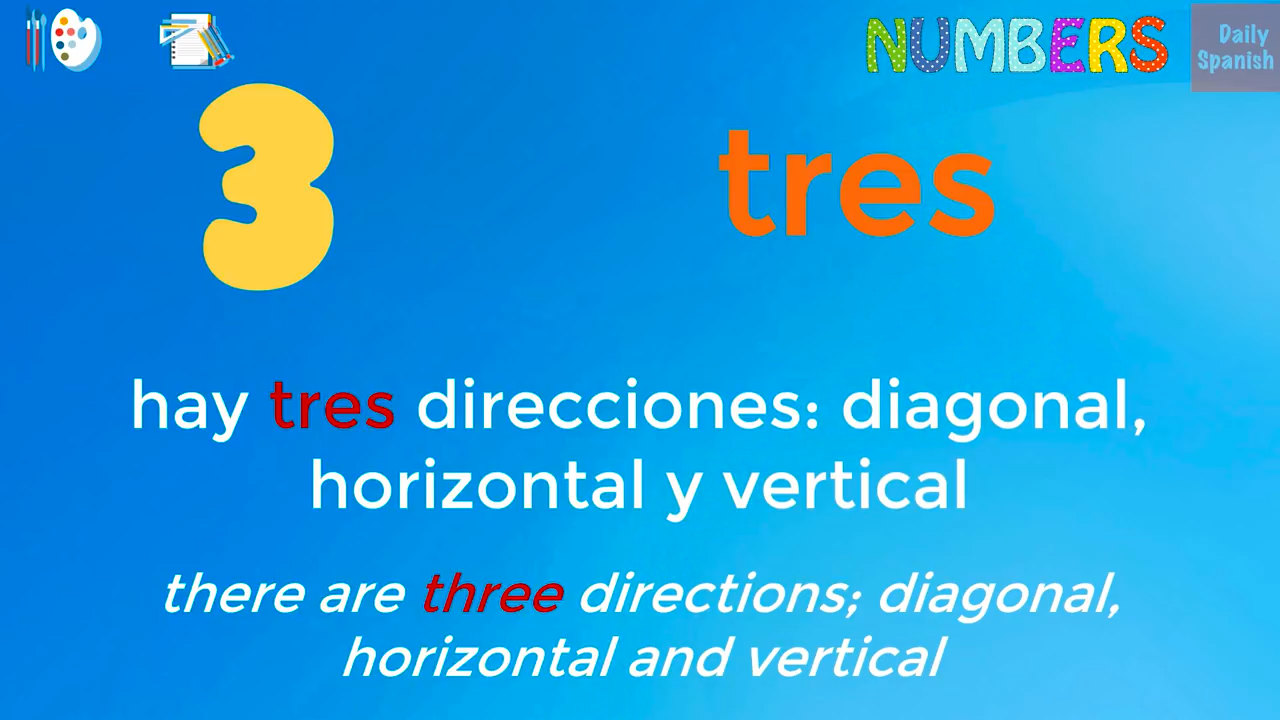 NUMBERS
Daily
Spanish
3
tres
hay tres direcciones: diagonal,
horizontal y vertical
there are three directions; diagonal,
horizontal and vertical